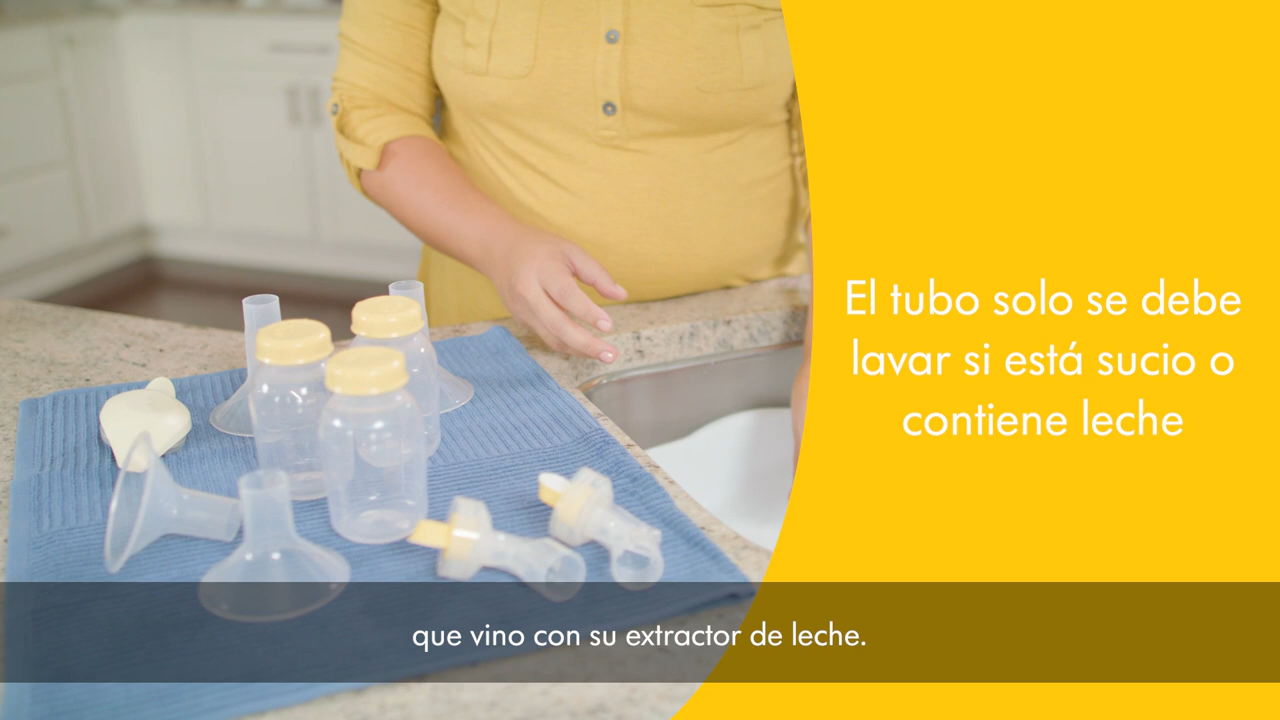 El tubo solo se debe
lavar si está sucio o
contiene leche
que vino con su extractor de leche.